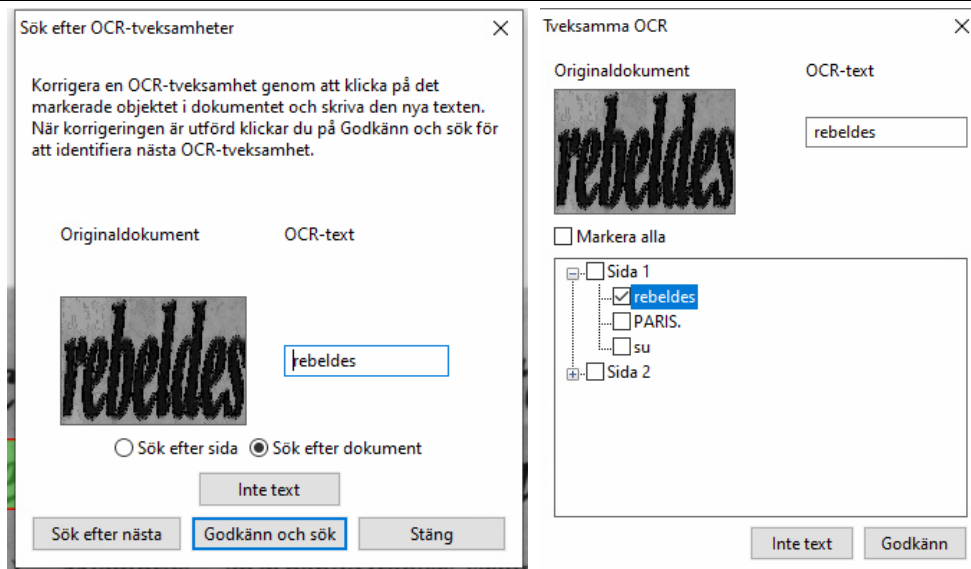 Sök efter OCR-tveksamheter
Korrigera en OCR-tveksamhet genom att klicka på det
markerade objektet i dokumentet och skriva den nya texten.
När korrigeringen är utförd klickar du på Godkänn och sök för
att identifiera nästa OCR-tveksamhet.
Originaldokument OCR-text
rebeldes rebeldes
Sök efter sida Sök efter dokument
Inte text
Sök efter nästa Godkänn och sök Stäng
Tveksamma OCR
Originaldokument OCR-text
rebeldes rebeldes
Markera alla
Sida 1
rebeldes
PARIS.
su
Sida 2
Inte text Godkänn